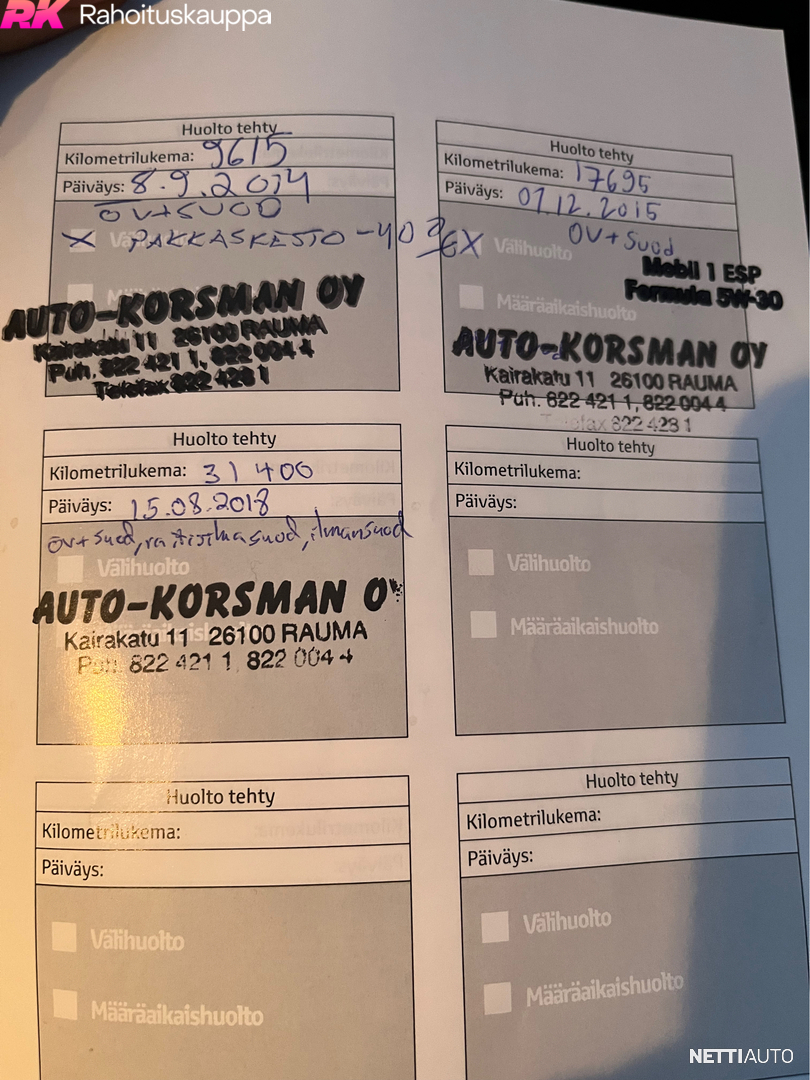 RK Rahoituskauppa
Huolto tehty
Kilometrilukema: 9615
Päiväys: 8.9.2014
ÖV+SUOD
X PAKKASKESTO -40
Välihuolto
AUTO-KORSMAN OY
Kairakatu 11 26100 RAUMA
Puh. 822 421 1, 822 004 4
Telefax 822 428 1
Huolto tehty
Kilometrilukema: 17695
Päiväys: 07.12.2015
ÖV+Suod
X Välihuolto
Mobil 1 ESP
Formula 5W-30
Määräaikaishuolto
AUTO-KORSMAN OY
Kairakatu 11 26100 RAUMA
Puh. 822 421 1, 822 004 4
Telefax 822 428 1
Huolto tehty
Kilometrilukema: 31400
Päiväys: 15.08.2018
öv+suod, raitisilmasuod, ilmansuod
Välihuolto
AUTO-KORSMAN OY
Kairakatu 11 26100 RAUMA
Puh. 822 421 1, 822 004 4
Huolto tehty
Kilometrilukema:
Päiväys:
Välihuolto
Määräaikaishuolto
Huolto tehty
Kilometrilukema:
Päiväys:
Välihuolto
Määräaikaishuolto
Huolto tehty
Kilometrilukema:
Päiväys:
Välihuolto
Määräaikaishuolto
NETTIAUTO